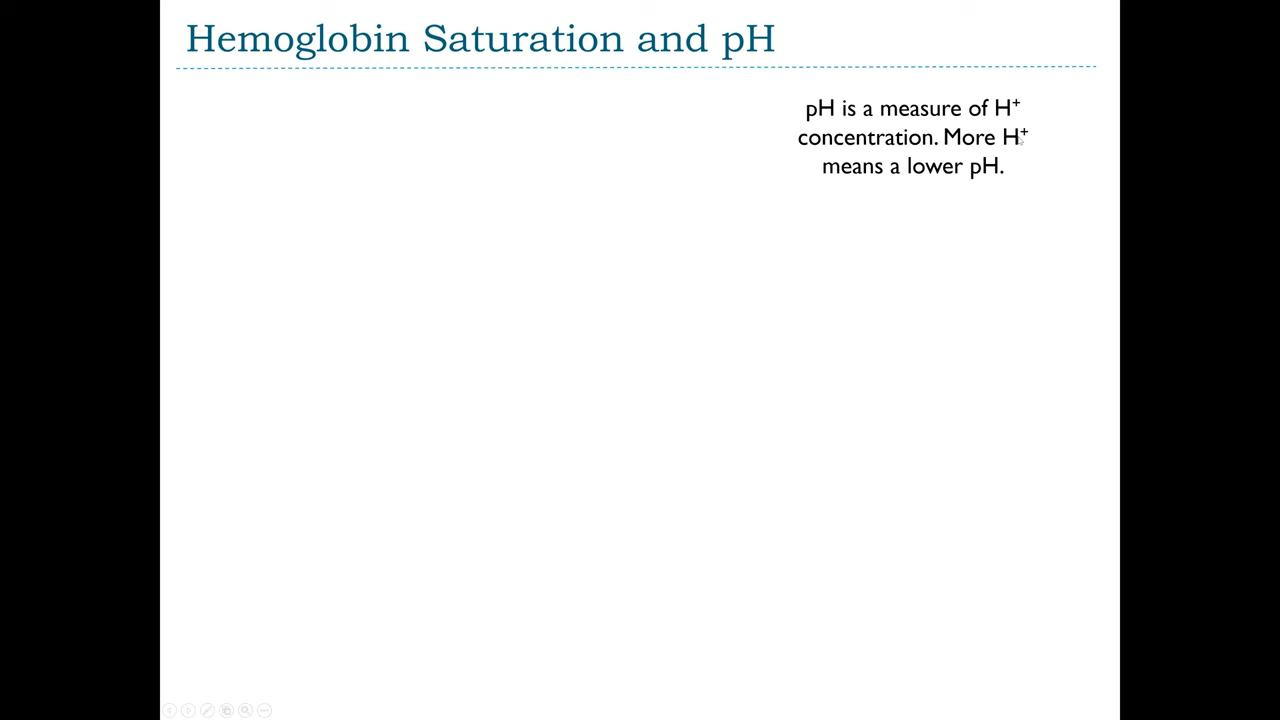 Hemoglobin Saturation and pH
pH is a measure of H⁺
concentration. More H⁺
means a lower pH.